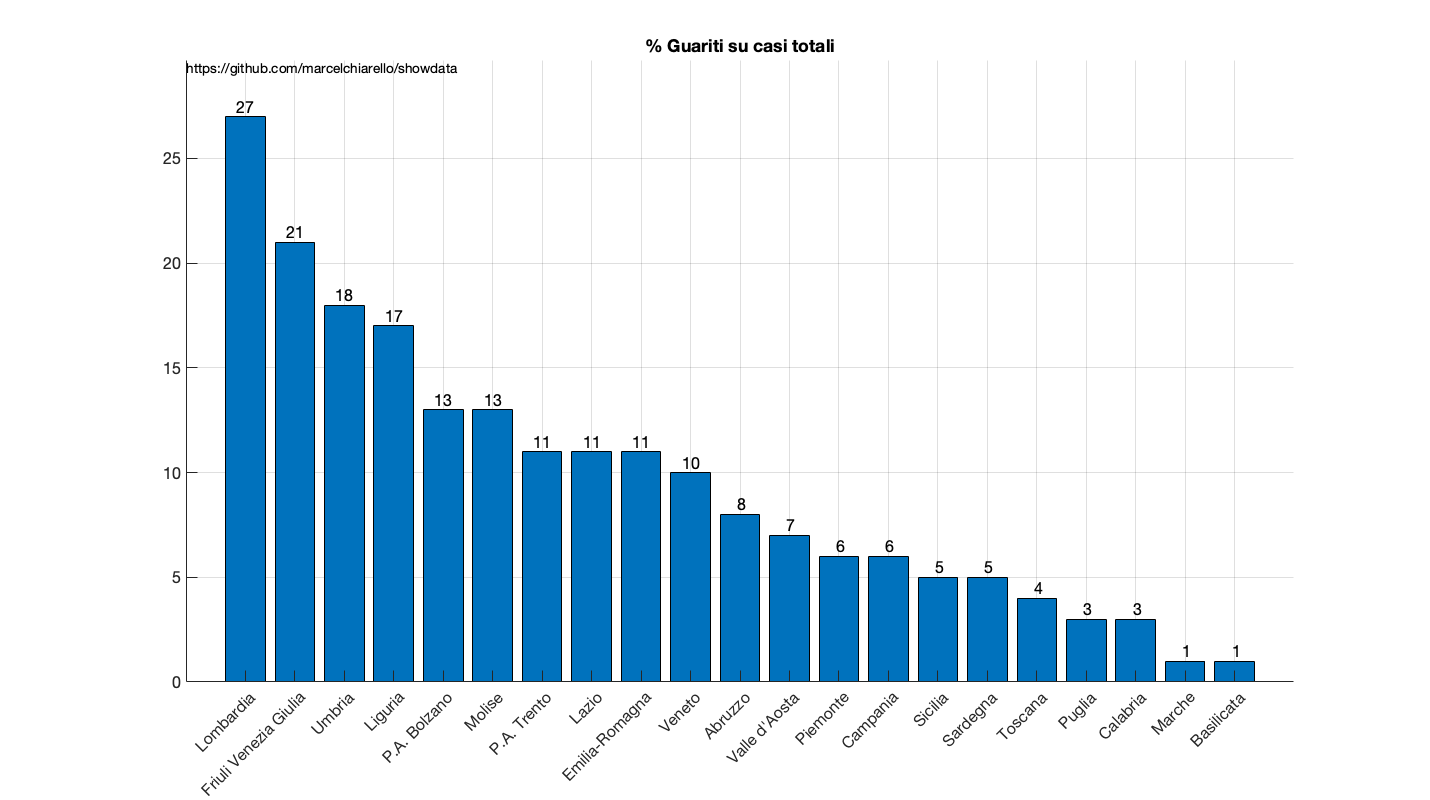 % Guariti su casi totali
https://github.com/marcelchiarello/showdata
27
21
18
17
13
13
11
11
11
10
8
7
6
6
5
5
4
3
3
1
1
25
20
15
10
5
0
Lombardia
Friuli Venezia Giulia
Umbria
Liguria
P.A. Bolzano
Molise
P.A. Trento
Lazio
Emilia-Romagna
Veneto
Abruzzo
Valle d'Aosta
Piemonte
Campania
Sicilia
Sardegna
Toscana
Puglia
Calabria
Marche
Basilicata